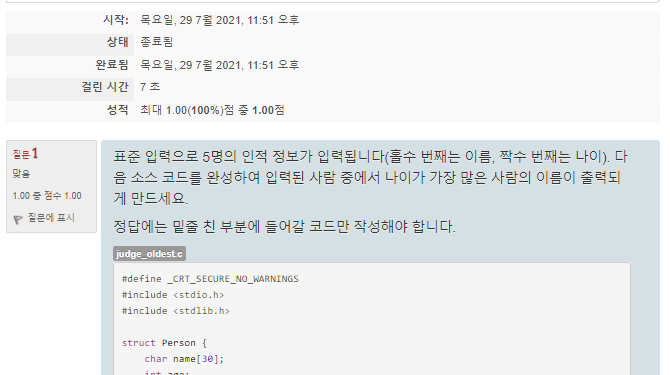 시작: 목요일, 29 7월 2021, 11:51 오후
상태 종료됨
완료됨 목요일, 29 7월 2021, 11:51 오후
걸린 시간 7 초
성적 최대 1.00(100%)점 중 1.00점
질문 1
맞음
1.00 중 점수 1.00
질문에 표시
표준 입력으로 5명의 인적 정보가 입력됩니다(홀수 번째는 이름, 짝수 번째는 나이). 다
음 소스 코드를 완성하여 입력된 사람 중에서 나이가 가장 많은 사람의 이름이 출력되
게 만드세요.
정답에는 밑줄 친 부분에 들어갈 코드만 작성해야 합니다.
judge_oldest.c
#define _CRT_SECURE_NO_WARNINGS
#include <stdio.h>
#include <stdlib.h>
struct Person {
char name[30];
int age;